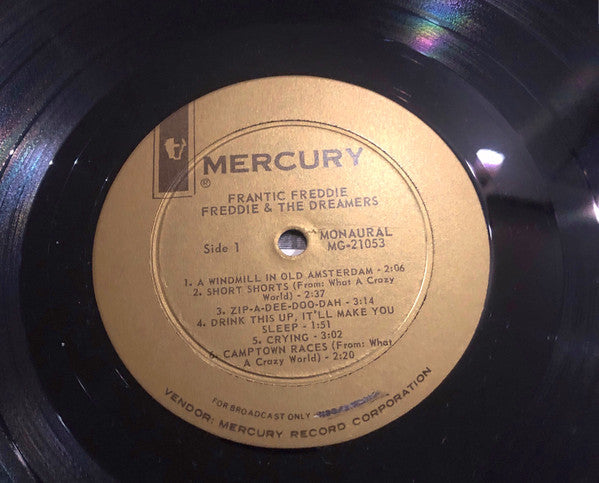 MERCURY
®
FRANTIC FREDDIE
FREDDIE & THE DREAMERS
Side 1
MONAURAL
MG-21053
1. A WINDMILL IN OLD AMSTERDAM - 2:06
2. SHORT SHORTS (From: What A Crazy
World) - 2:37
3. ZIP-A-DEE-DOO-DAH - 3:14
4. DRINK THIS UP, IT'LL MAKE YOU
SLEEP - 1:51
5. CRYING - 3:02
6. CAMPTOWN RACES (From: What
A Crazy World) - 2:20
FOR BROADCAST ONLY -
VENDOR: MERCURY RECORD CORPORATION